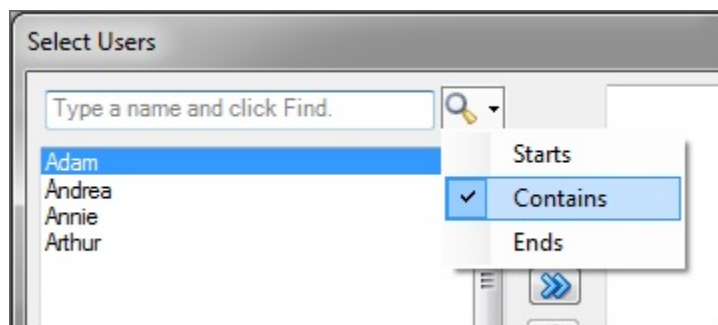 Select Users
Type a name and click Find.
Adam
Andrea
Annie
Arthur
Starts
Contains
Ends